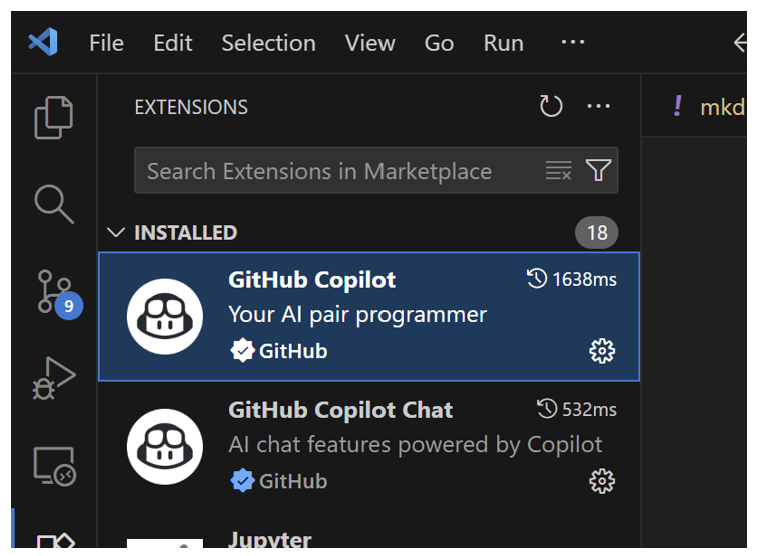 File Edit Selection View Go Run ...
EXTENSIONS ...
! mkd
Search Extensions in Marketplace
INSTALLED 18
GitHub Copilot 1638ms
Your AI pair programmer
GitHub
9
GitHub Copilot Chat 532ms
AI chat features powered by Copilot
GitHub
Jupyter